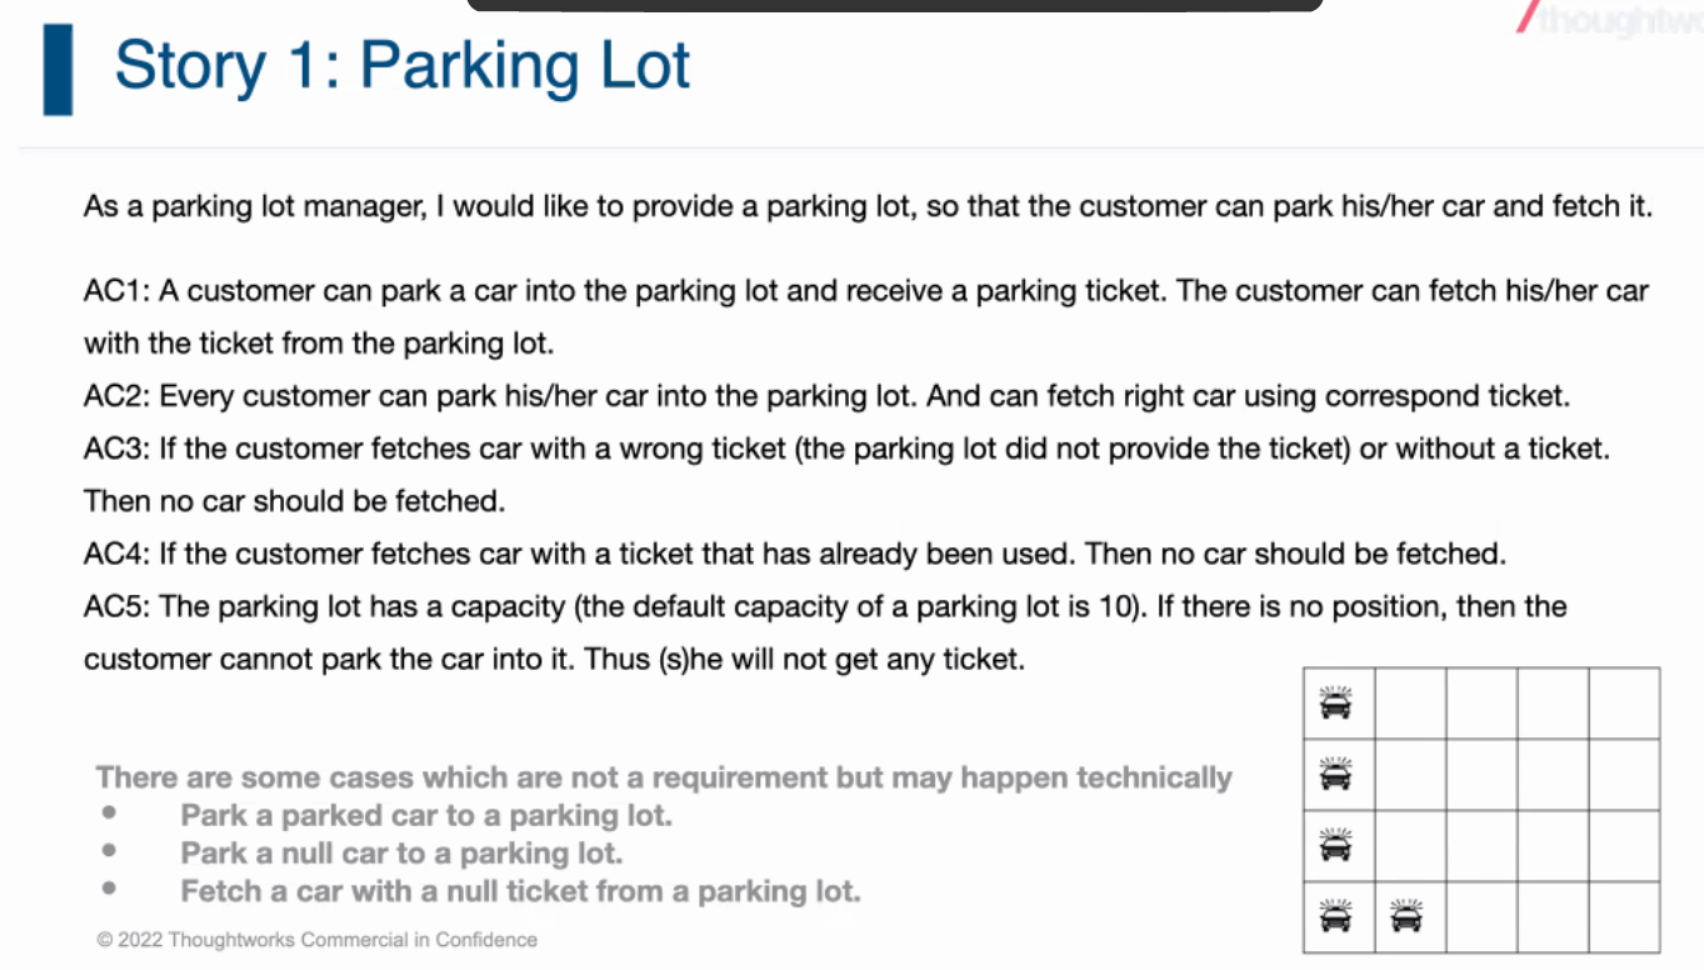 thoughtwo
Story 1: Parking Lot
As a parking lot manager, I would like to provide a parking lot, so that the customer can park his/her car and fetch it.
AC1: A customer can park a car into the parking lot and receive a parking ticket. The customer can fetch his/her car
with the ticket from the parking lot.
AC2: Every customer can park his/her car into the parking lot. And can fetch right car using correspond ticket.
AC3: If the customer fetches car with a wrong ticket (the parking lot did not provide the ticket) or without a ticket.
Then no car should be fetched.
AC4: If the customer fetches car with a ticket that has already been used. Then no car should be fetched.
AC5: The parking lot has a capacity (the default capacity of a parking lot is 10). If there is no position, then the
customer cannot park the car into it. Thus (s)he will not get any ticket.
There are some cases which are not a requirement but may happen technically
• Park a parked car to a parking lot.
• Park a null car to a parking lot.
• Fetch a car with a null ticket from a parking lot.
© 2022 Thoughtworks Commercial in Confidence